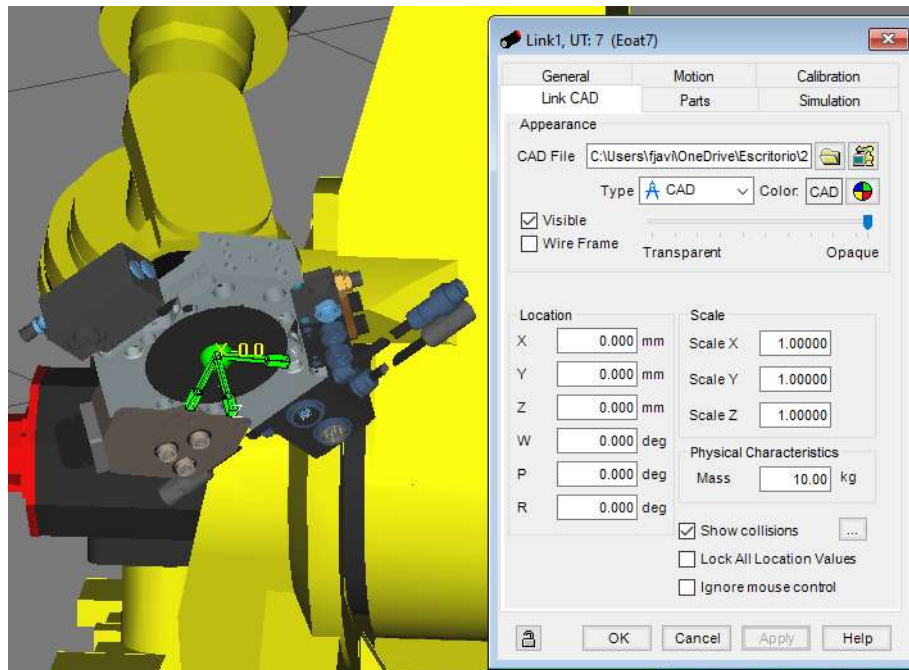 Link1, UT: 7 (Eoat7)
General Motion Calibration
Link CAD Parts Simulation
Appearance
CAD File C:\Users\fjavi\OneDrive\Escritorio\2
Type CAD Color: CAD
Visible
Wire Frame
Transparent Opaque
Location
X 0.000 mm
Y 0.000 mm
Z 0.000 mm
W 0.000 deg
P 0.000 deg
R 0.000 deg
Scale
Scale X 1.00000
Scale Y 1.00000
Scale Z 1.00000
Physical Characteristics
Mass 10.00 kg
Show collisions
...
Lock All Location Values
Ignore mouse control
OK Cancel Apply Help